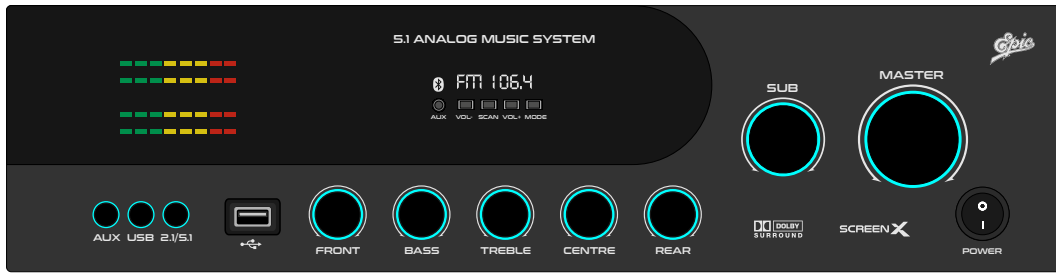 5.1 ANALOG MUSIC SYSTEM
Epic
FM 106.4
AUX VOL- SCAN VOL+ MODE
SUB
MASTER
AUX USB 2.1/5.1
FRONT BASS TREBLE CENTRE REAR
DOLBY
SURROUND
SCREEN X
POWER